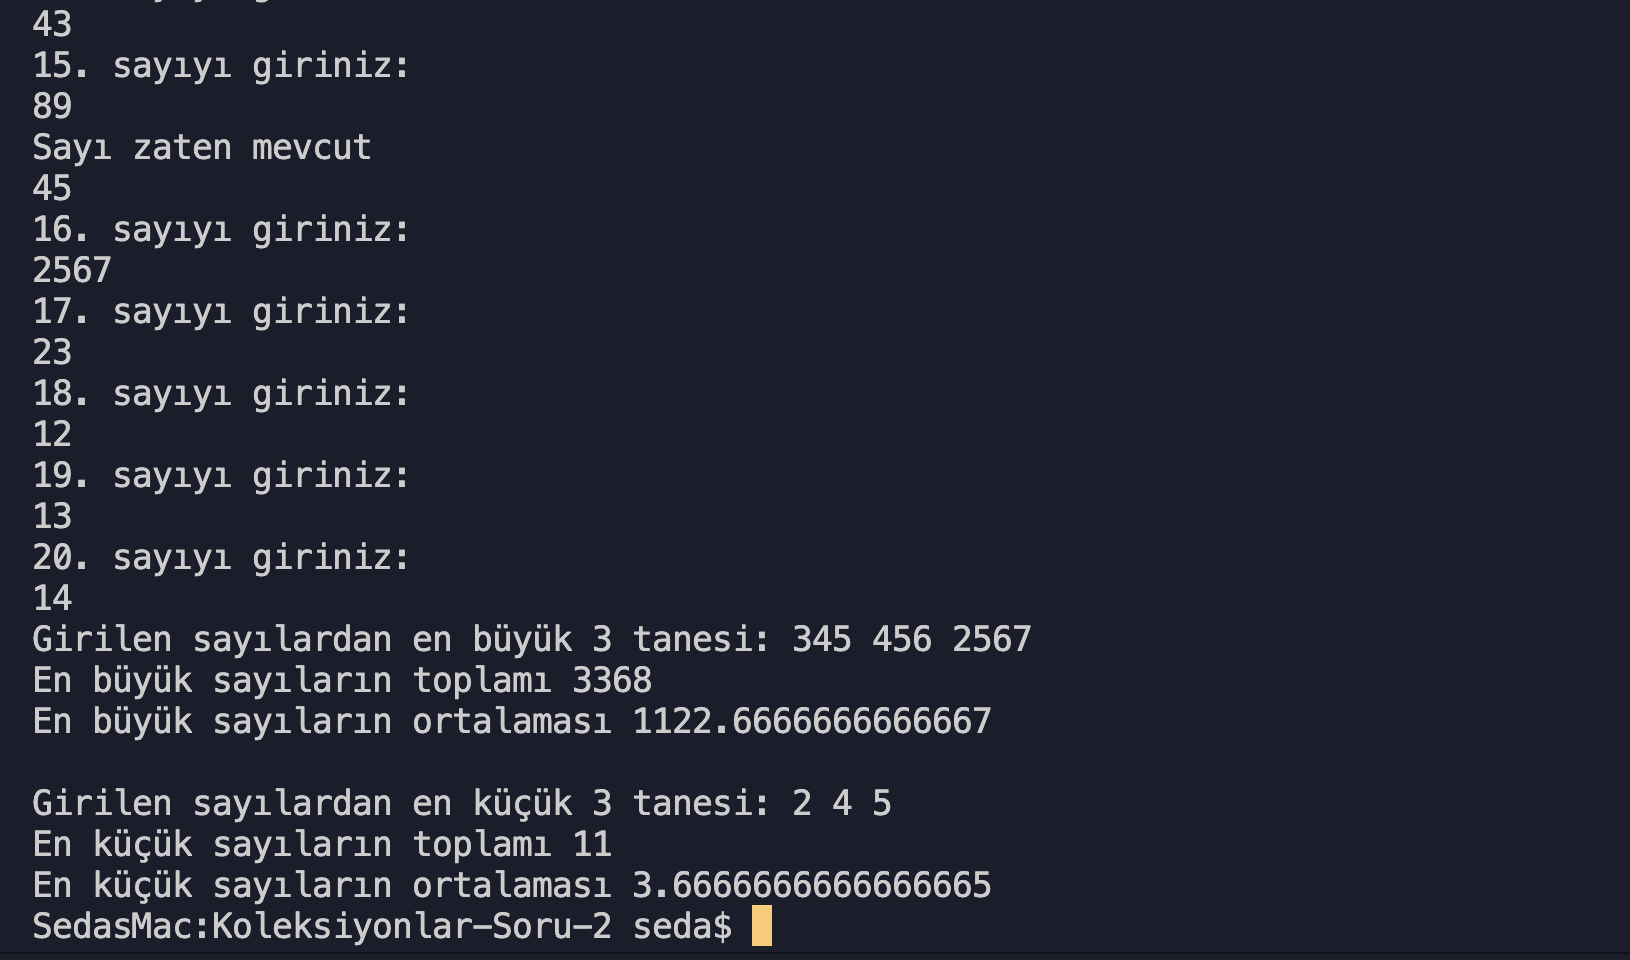 43
15. sayıyı giriniz:
89
Sayı zaten mevcut
45
16. sayıyı giriniz:
2567
17. sayıyı giriniz:
23
18. sayıyı giriniz:
12
19. sayıyı giriniz:
13
20. sayıyı giriniz:
14
Girilen sayılardan en büyük 3 tanesi: 345 456 2567
En büyük sayıların toplamı 3368
En büyük sayıların ortalaması 1122.6666666666667
Girilen sayılardan en küçük 3 tanesi: 2 4 5
En küçük sayıların toplamı 11
En küçük sayıların ortalaması 3.6666666666666665
SedasMac:Koleksiyonlar-Soru-2 seda$